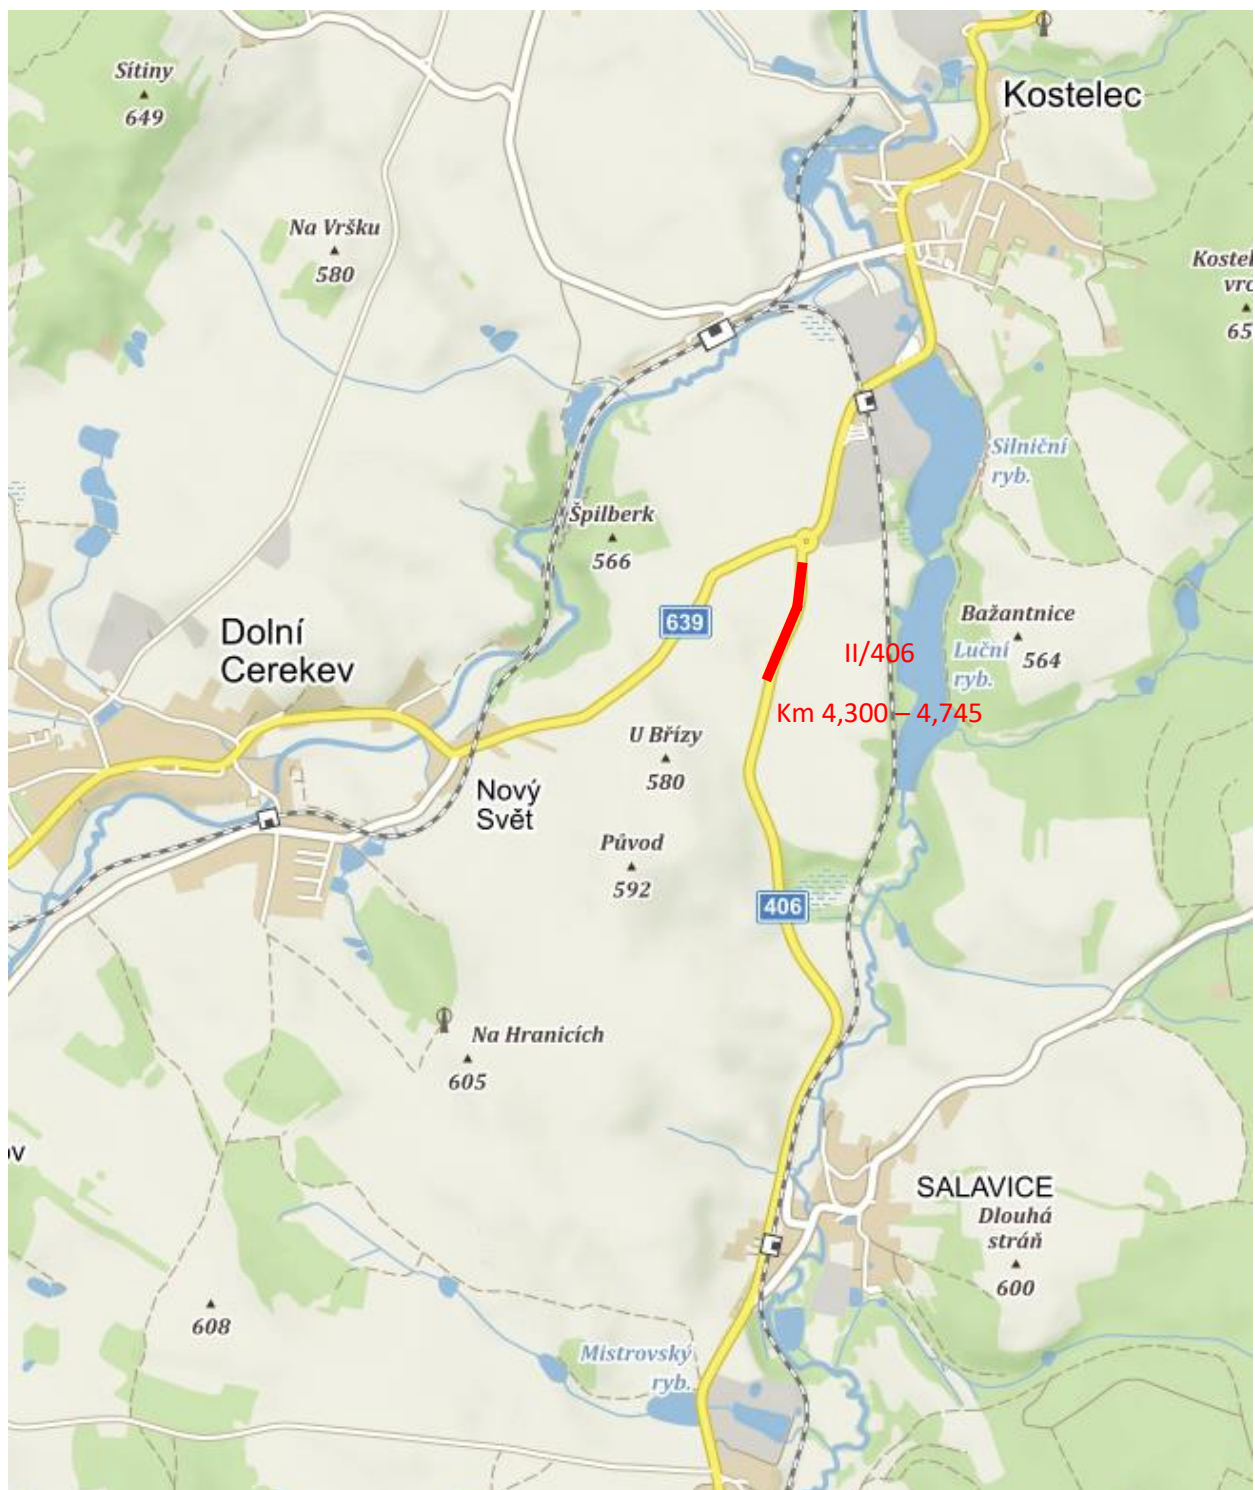 Sítiny
649
Kostelec
Na Vršku
580
Kostel
vrc
65
Silniční
ryb.
Špilberk
566
639
Bažantnice
564
Dolní
Cerekev
II/406
Luční
ryb.
Km 4,300 – 4,745
U Břízy
580
Nový
Svět
Původ
592
406
Na Hranicích
605
ov
SALAVICE
Dlouhá
stráň
600
608
Mistrovský
ryb.